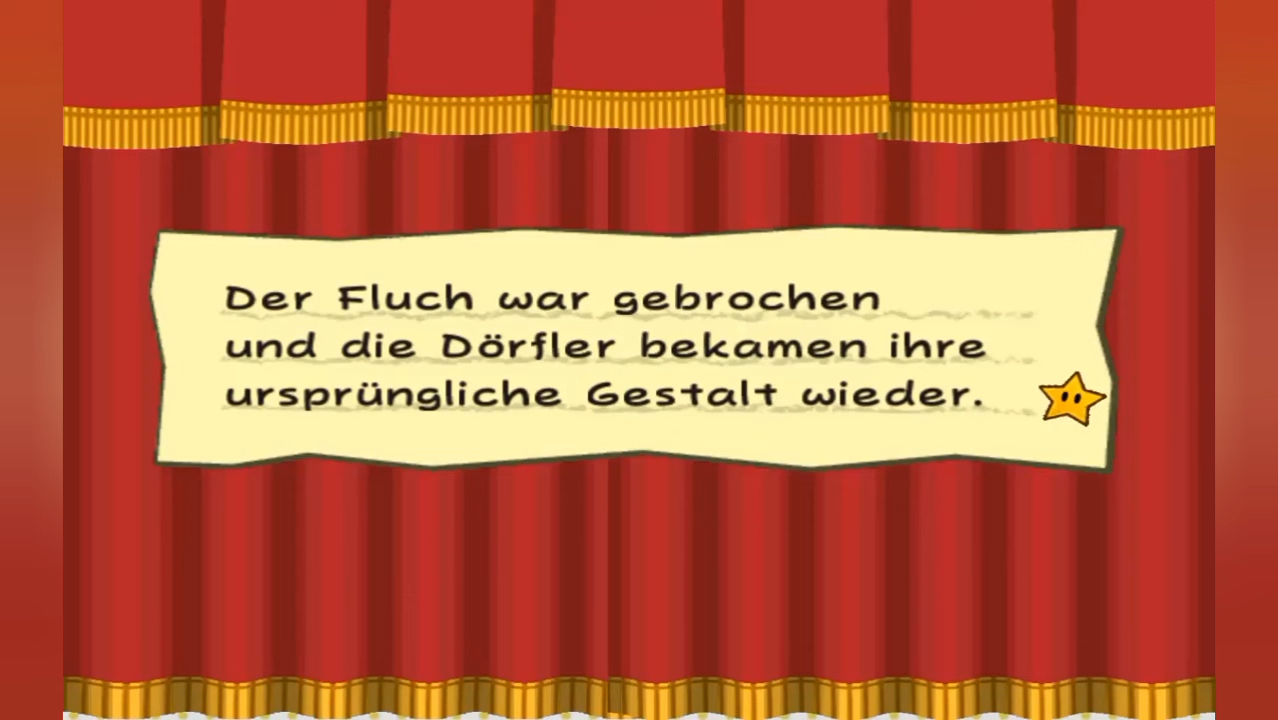 Der Fluch war gebrochen
und die Dörfler bekamen ihre
ursprüngliche Gestalt wieder.